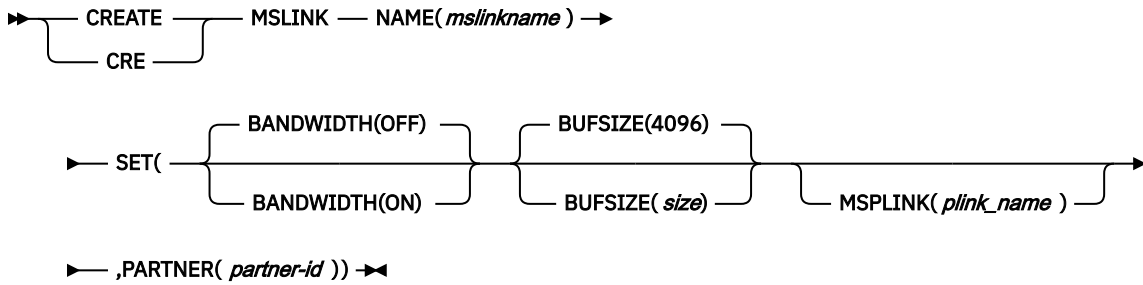 CREATE MSLINK NAME( mslinkname )
CRE
BANDWIDTH(OFF) BUFSIZE(4096)
SET(
BANDWIDTH(ON) BUFSIZE( size) MSPLINK( plink_name )
,PARTNER( partner-id ))